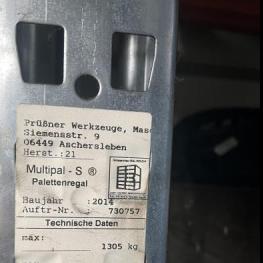 Prüßner Werkzeuge, Masc
Siemensstr. 9
06449 Aschersleben
Herst.:21
Multipal - S ®
Palettenregal
Baujahr :2014
Auftr-Nr. : 730757
Technische Daten
max: 1305 kg